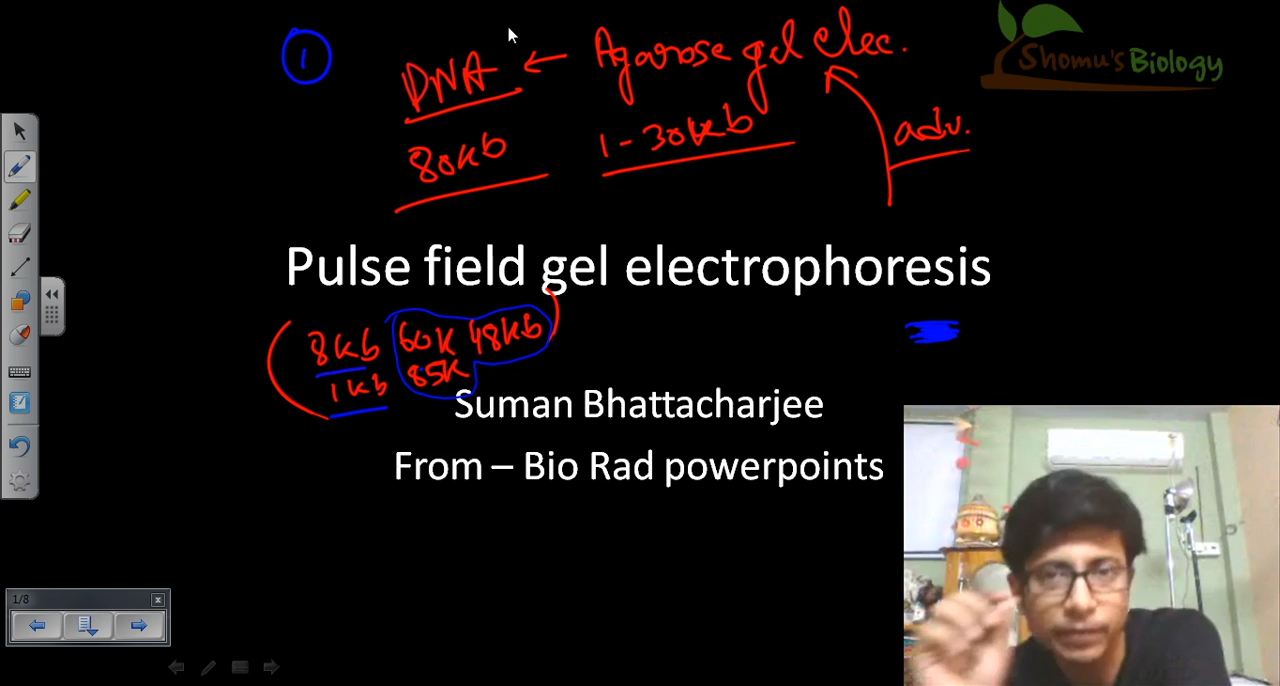 1
DNA ← Agarose gel elec.
Shomu's Biology
80kb
1-30kb
adv.
Pulse field gel electrophoresis
8kb 60k 48kb
1kb 85k
Suman Bhattacharjee
From – Bio Rad powerpoints
1/8